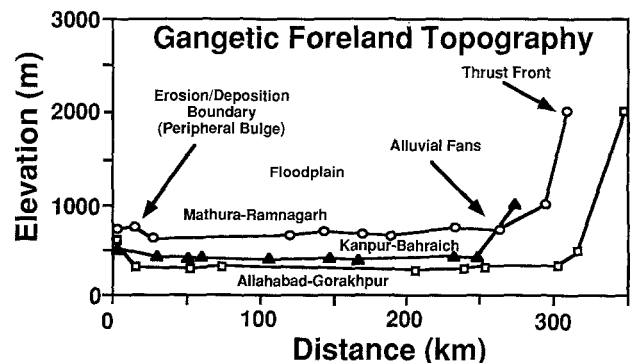 Gangetic Foreland Topography
Thrust Front
Erosion/Deposition
Boundary
(Peripheral Bulge)
Alluvial Fans
Floodplain
Mathura-Ramnagarh
Kanpur-Bahraich
Allahabad-Gorakhpur
Elevation (m)
3000
2000
1000
0
0
100
200
300
Distance (km)